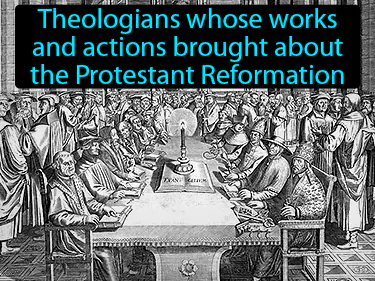 Theologians whose works
and actions brought about
the Protestant Reformation